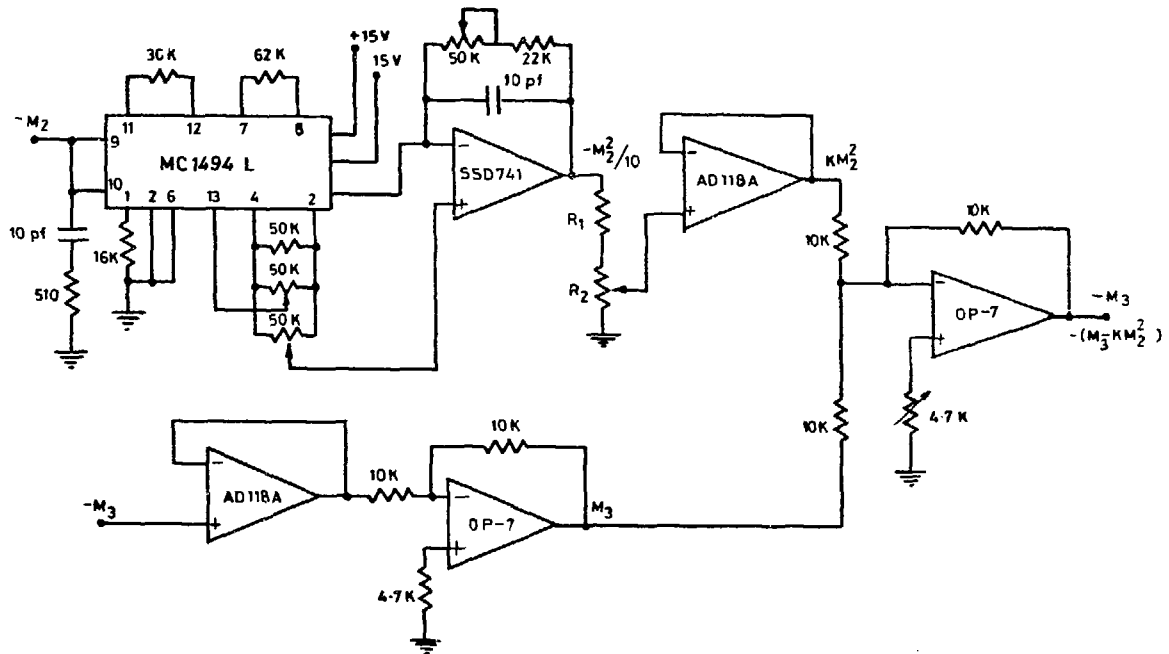 +15V
15V
30K
62K
50K
22K
10 pf
-M2
11
12
7
8
9
10
MC1494 L
1
2
6
13
4
2
SSD741
-M2²/10
AD118A
KM2²
10 pf
510
16K
50K
50K
50K
R1
R2
10K
10K
OP-7
-M3
-(M3-KM2²)
4.7K
10K
10K
10K
AD118A
-M3
OP-7
M3
4.7K